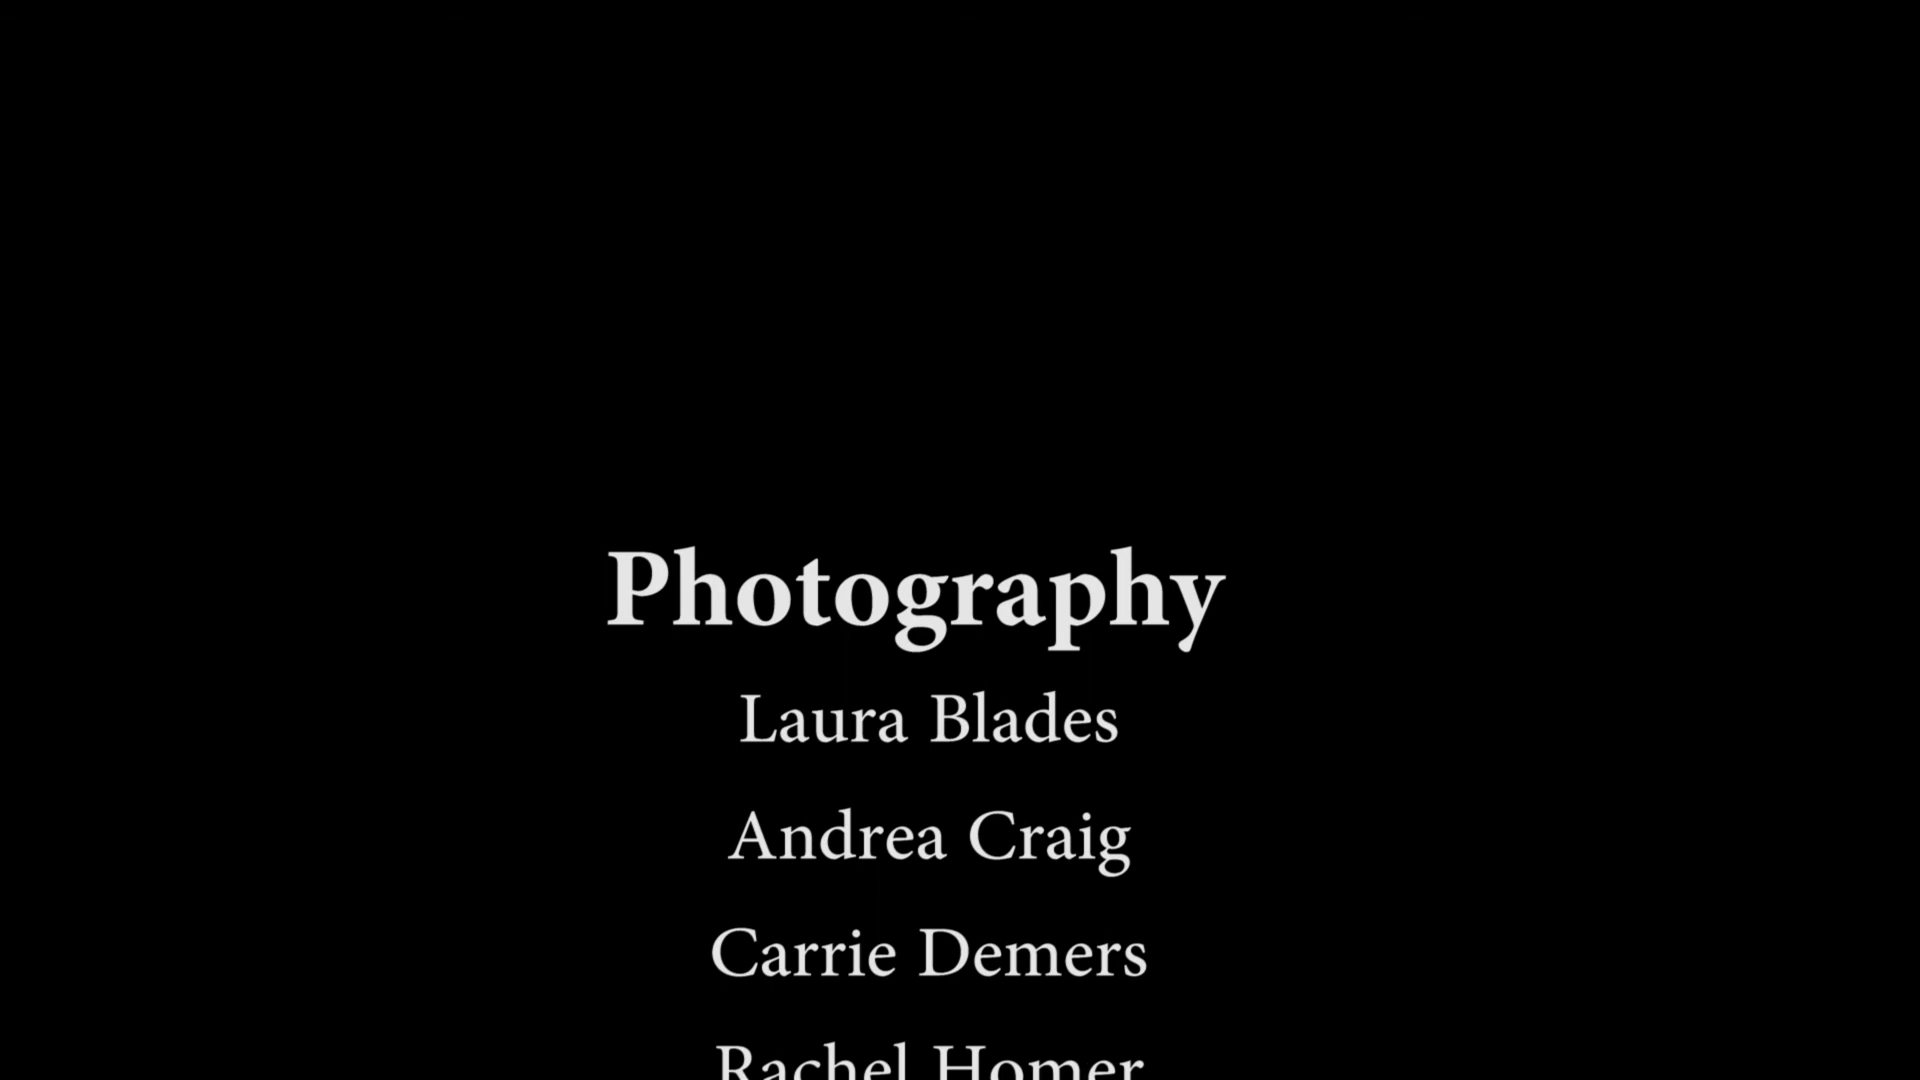 Photography
Laura Blades
Andrea Craig
Carrie Demers
Rachel Homer